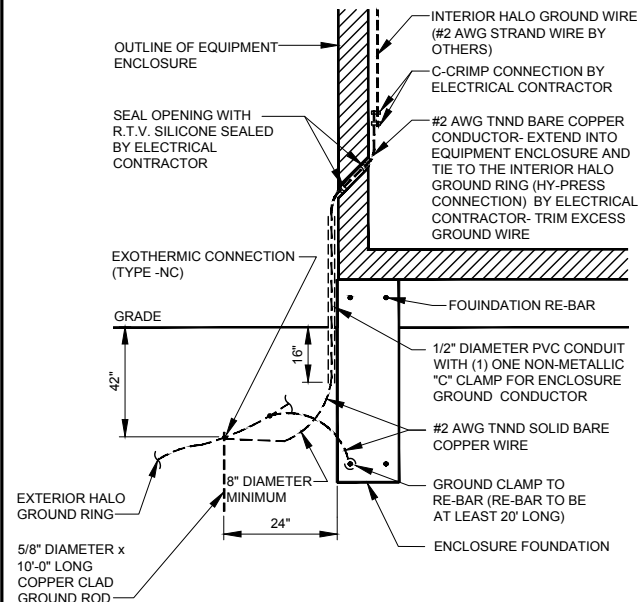 OUTLINE OF EQUIPMENT
ENCLOSURE
SEAL OPENING WITH
R.T.V. SILICONE SEALED
BY ELECTRICAL
CONTRACTOR
EXOTHERMIC CONNECTION
(TYPE -NC)
GRADE
42"
16"
8" DIAMETER
MINIMUM
24"
EXTERIOR HALO
GROUND RING
5/8" DIAMETER x
10'-0" LONG
COPPER CLAD
GROUND ROD
INTERIOR HALO GROUND WIRE
(#2 AWG STRAND WIRE BY
OTHERS)
C-CRIMP CONNECTION BY
ELECTRICAL CONTRACTOR
#2 AWG TNND BARE COPPER
CONDUCTOR- EXTEND INTO
EQUIPMENT ENCLOSURE AND
TIE TO THE INTERIOR HALO
GROUND RING (HY-PRESS
CONNECTION) BY ELECTRICAL
CONTRACTOR- TRIM EXCESS
GROUND WIRE
FOUINDATION RE-BAR
1/2" DIAMETER PVC CONDUIT
WITH (1) ONE NON-METALLIC
"C" CLAMP FOR ENCLOSURE
GROUND CONDUCTOR
#2 AWG TNND SOLID BARE
COPPER WIRE
GROUND CLAMP TO
RE-BAR (RE-BAR TO BE
AT LEAST 20' LONG)
ENCLOSURE FOUNDATION